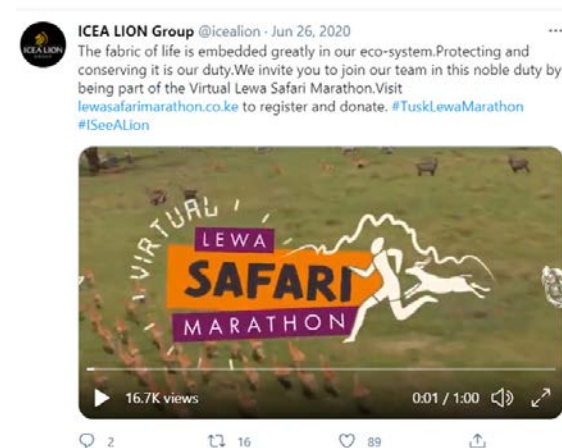 ICEA LION Group @icealion · Jun 26, 2020
The fabric of life is embedded greatly in our eco-system.Protecting and
conserving it is our duty.We invite you to join our team in this noble duty by
being part of the Virtual Lewa Safari Marathon.Visit
lewasafarimarathon.co.ke to register and donate. #TuskLewaMarathon
#ISeeALion
ICEA LION
GROUP
VIRTUAL
LEWA
SAFARI
MARATHON
16.7K views
0:01 / 1:00
2
16
89